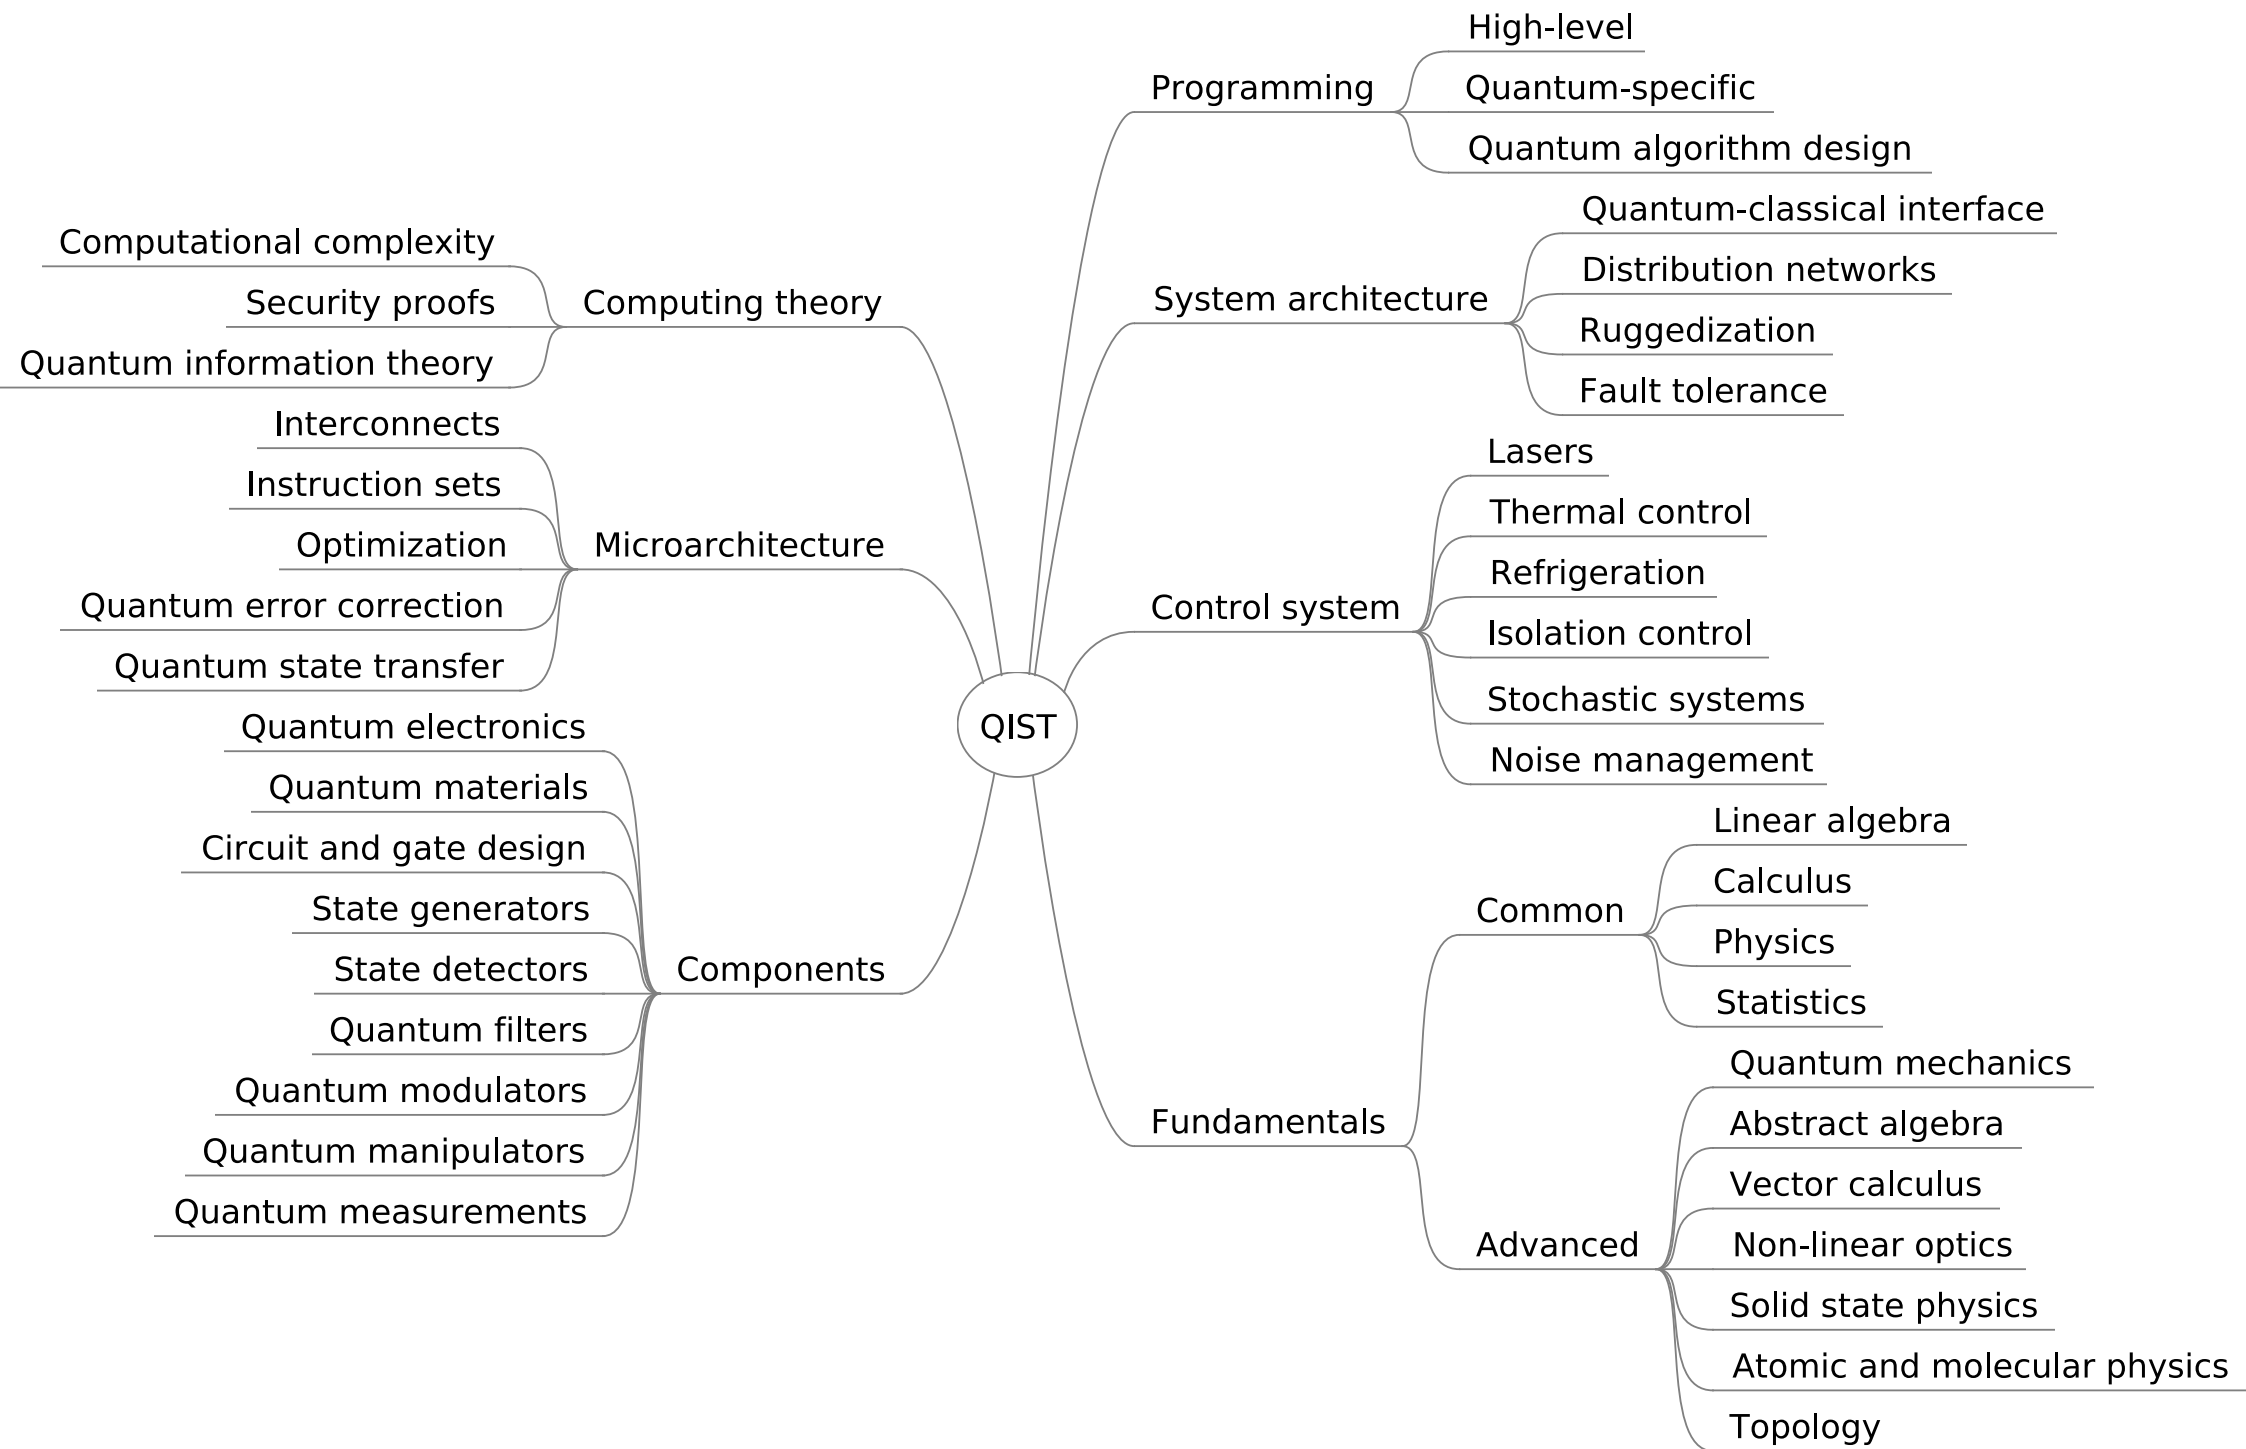 QIST
Programming
High-level
Quantum-specific
Quantum algorithm design
System architecture
Quantum-classical interface
Distribution networks
Ruggedization
Fault tolerance
Control system
Lasers
Thermal control
Refrigeration
Isolation control
Stochastic systems
Noise management
Fundamentals
Common
Linear algebra
Calculus
Physics
Statistics
Advanced
Quantum mechanics
Abstract algebra
Vector calculus
Non-linear optics
Solid state physics
Atomic and molecular physics
Topology
Computing theory
Computational complexity
Security proofs
Quantum information theory
Microarchitecture
Interconnects
Instruction sets
Optimization
Quantum error correction
Quantum state transfer
Components
Quantum electronics
Quantum materials
Circuit and gate design
State generators
State detectors
Quantum filters
Quantum modulators
Quantum manipulators
Quantum measurements